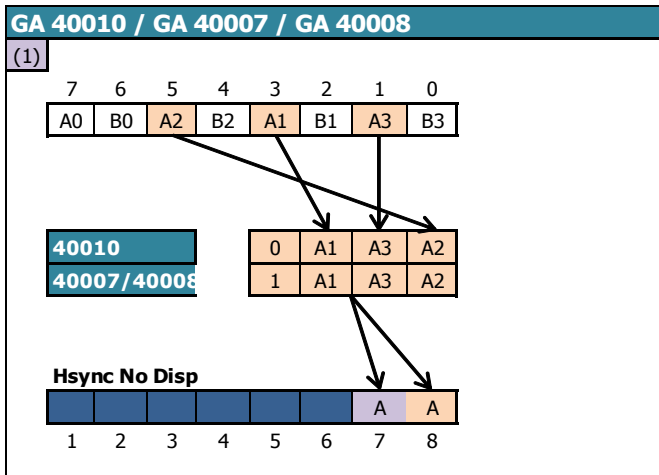 GA 40010 / GA 40007 / GA 40008
(1)
7 6 5 4 3 2 1 0
A0 B0 A2 B2 A1 B1 A3 B3
40010 0 A1 A3 A2
40007/40008 1 A1 A3 A2
Hsync No Disp
A A
1 2 3 4 5 6 7 8